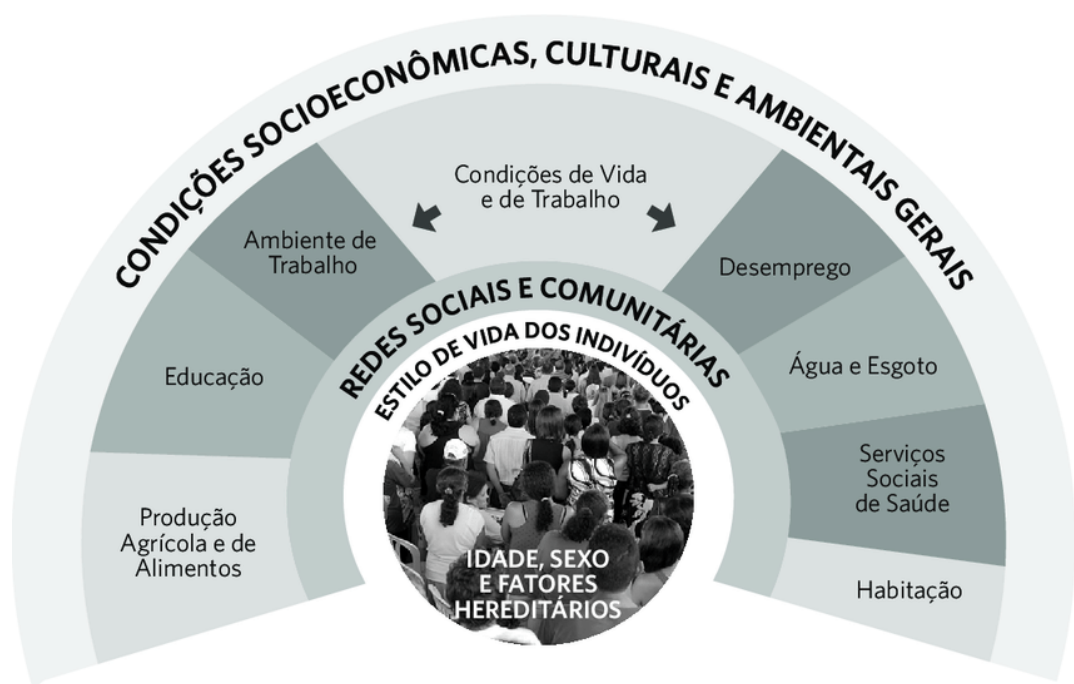 CONDIÇÕES SOCIOECONÔMICAS, CULTURAIS E AMBIENTAIS GERAIS
Condições de Vida
e de Trabalho
Ambiente de
Trabalho
Desemprego
Educação
Água e Esgoto
Produção
Agrícola e de
Alimentos
Serviços
Sociais
de Saúde
Habitação
REDES SOCIAIS E COMUNITÁRIAS
ESTILO DE VIDA DOS INDIVÍDUOS
IDADE, SEXO
E FATORES
HEREDITÁRIOS